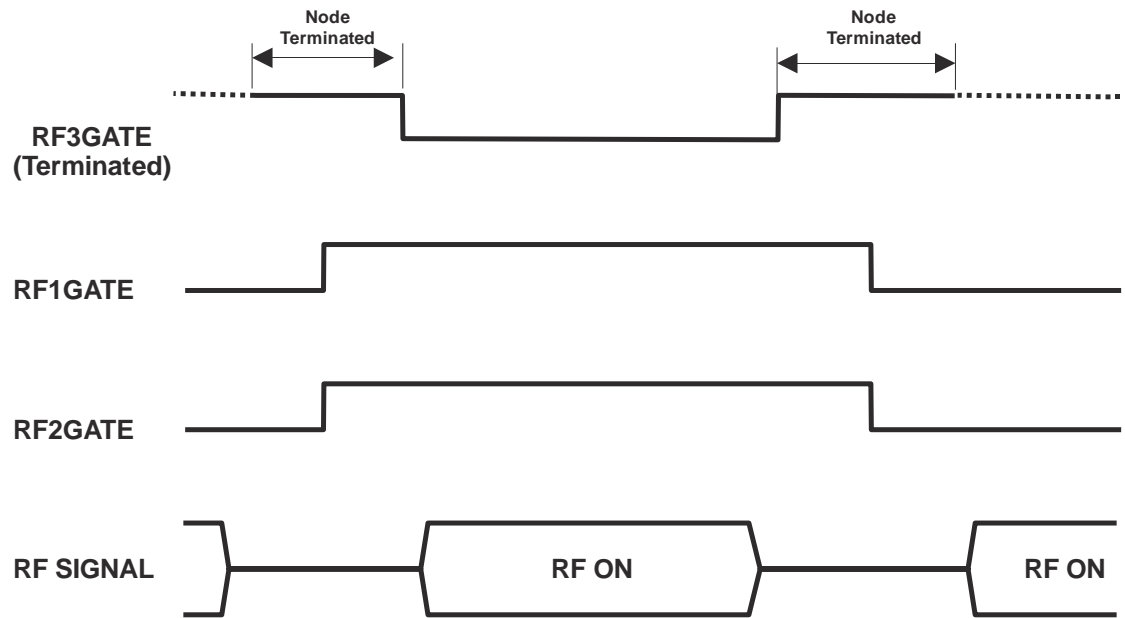 Node
Terminated
Node
Terminated
RF3GATE
(Terminated)
RF1GATE
RF2GATE
RF SIGNAL
RF ON
RF ON